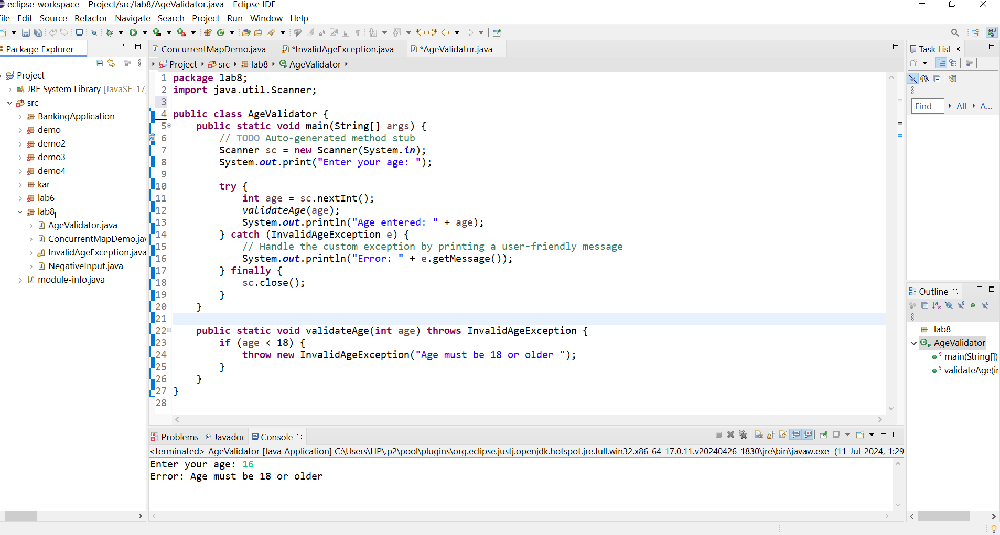 eclipse-workspace - Project/src/lab8/AgeValidator.java - Eclipse IDE
ile Edit Source Refactor Navigate Search Project Run Window Help
Package Explorer
Project
JRE System Library [JavaSE-17
src
BankingApplication
demo
demo2
demo3
demo4
kar
lab6
lab8
AgeValidator.java
ConcurrentMapDemo.jav
InvalidAgeException.java
NegativeInput.java
module-info.java
ConcurrentMapDemo.java *InvalidAgeException.java *AgeValidator.java
Project src lab8 AgeValidator
1 package lab8;
2 import java.util.Scanner;
3
4 public class AgeValidator {
5     public static void main(String[] args) {
6         // TODO Auto-generated method stub
7         Scanner sc = new Scanner(System.in);
8         System.out.print("Enter your age: ");
9
10         try {
11             int age = sc.nextInt();
12             validateAge(age);
13             System.out.println("Age entered: " + age);
14         } catch (InvalidAgeException e) {
15             // Handle the custom exception by printing a user-friendly message
16             System.out.println("Error: " + e.getMessage());
17         } finally {
18             sc.close();
19         }
20     }
21
22     public static void validateAge(int age) throws InvalidAgeException {
23         if (age < 18) {
24             throw new InvalidAgeException("Age must be 18 or older ");
25         }
26     }
27 }
28
Problems Javadoc Console
<terminated> AgeValidator [Java Application] C:\Users\HP\.p2\pool\plugins\org.eclipse.justj.openjdk.hotspot.jre.full.win32.x86_64_17.0.11.v20240426-1830\jre\bin\javaw.exe (11-Jul-2024, 1:29
Enter your age: 16
Error: Age must be 18 or older
Task List
Find All A...
Outline
lab8
AgeValidator
main(String[])
validateAge(in